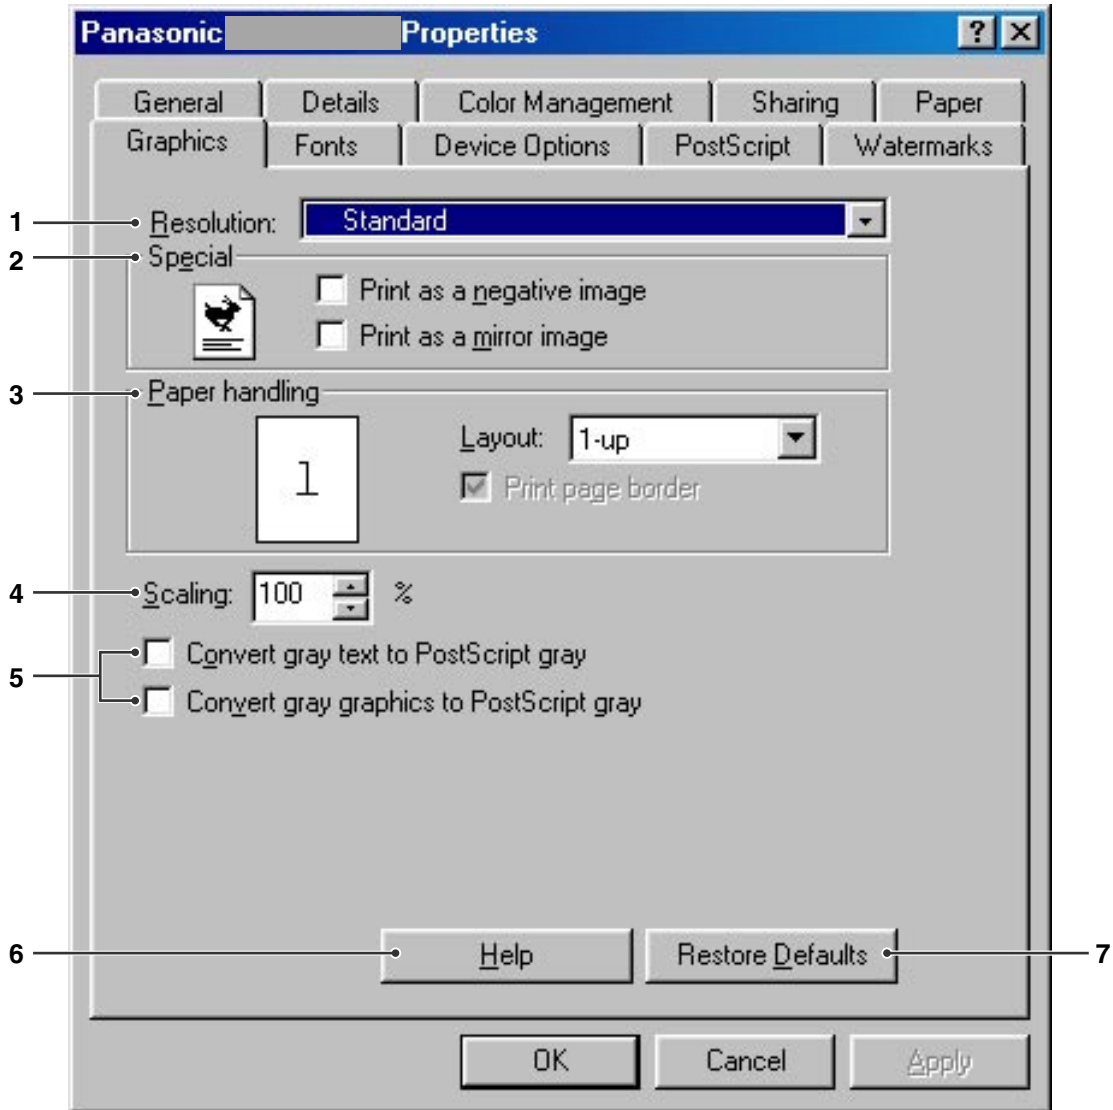 Panasonic Properties
General Details Color Management Sharing Paper
Graphics Fonts Device Options PostScript Watermarks
1 Resolution: Standard
2 Special
Print as a negative image
Print as a mirror image
3 Paper handling
1 Layout: 1-up
Print page border
4 Scaling: 100 %
Convert gray text to PostScript gray
5
Convert gray graphics to PostScript gray
6 Help Restore Defaults 7
OK Cancel Apply